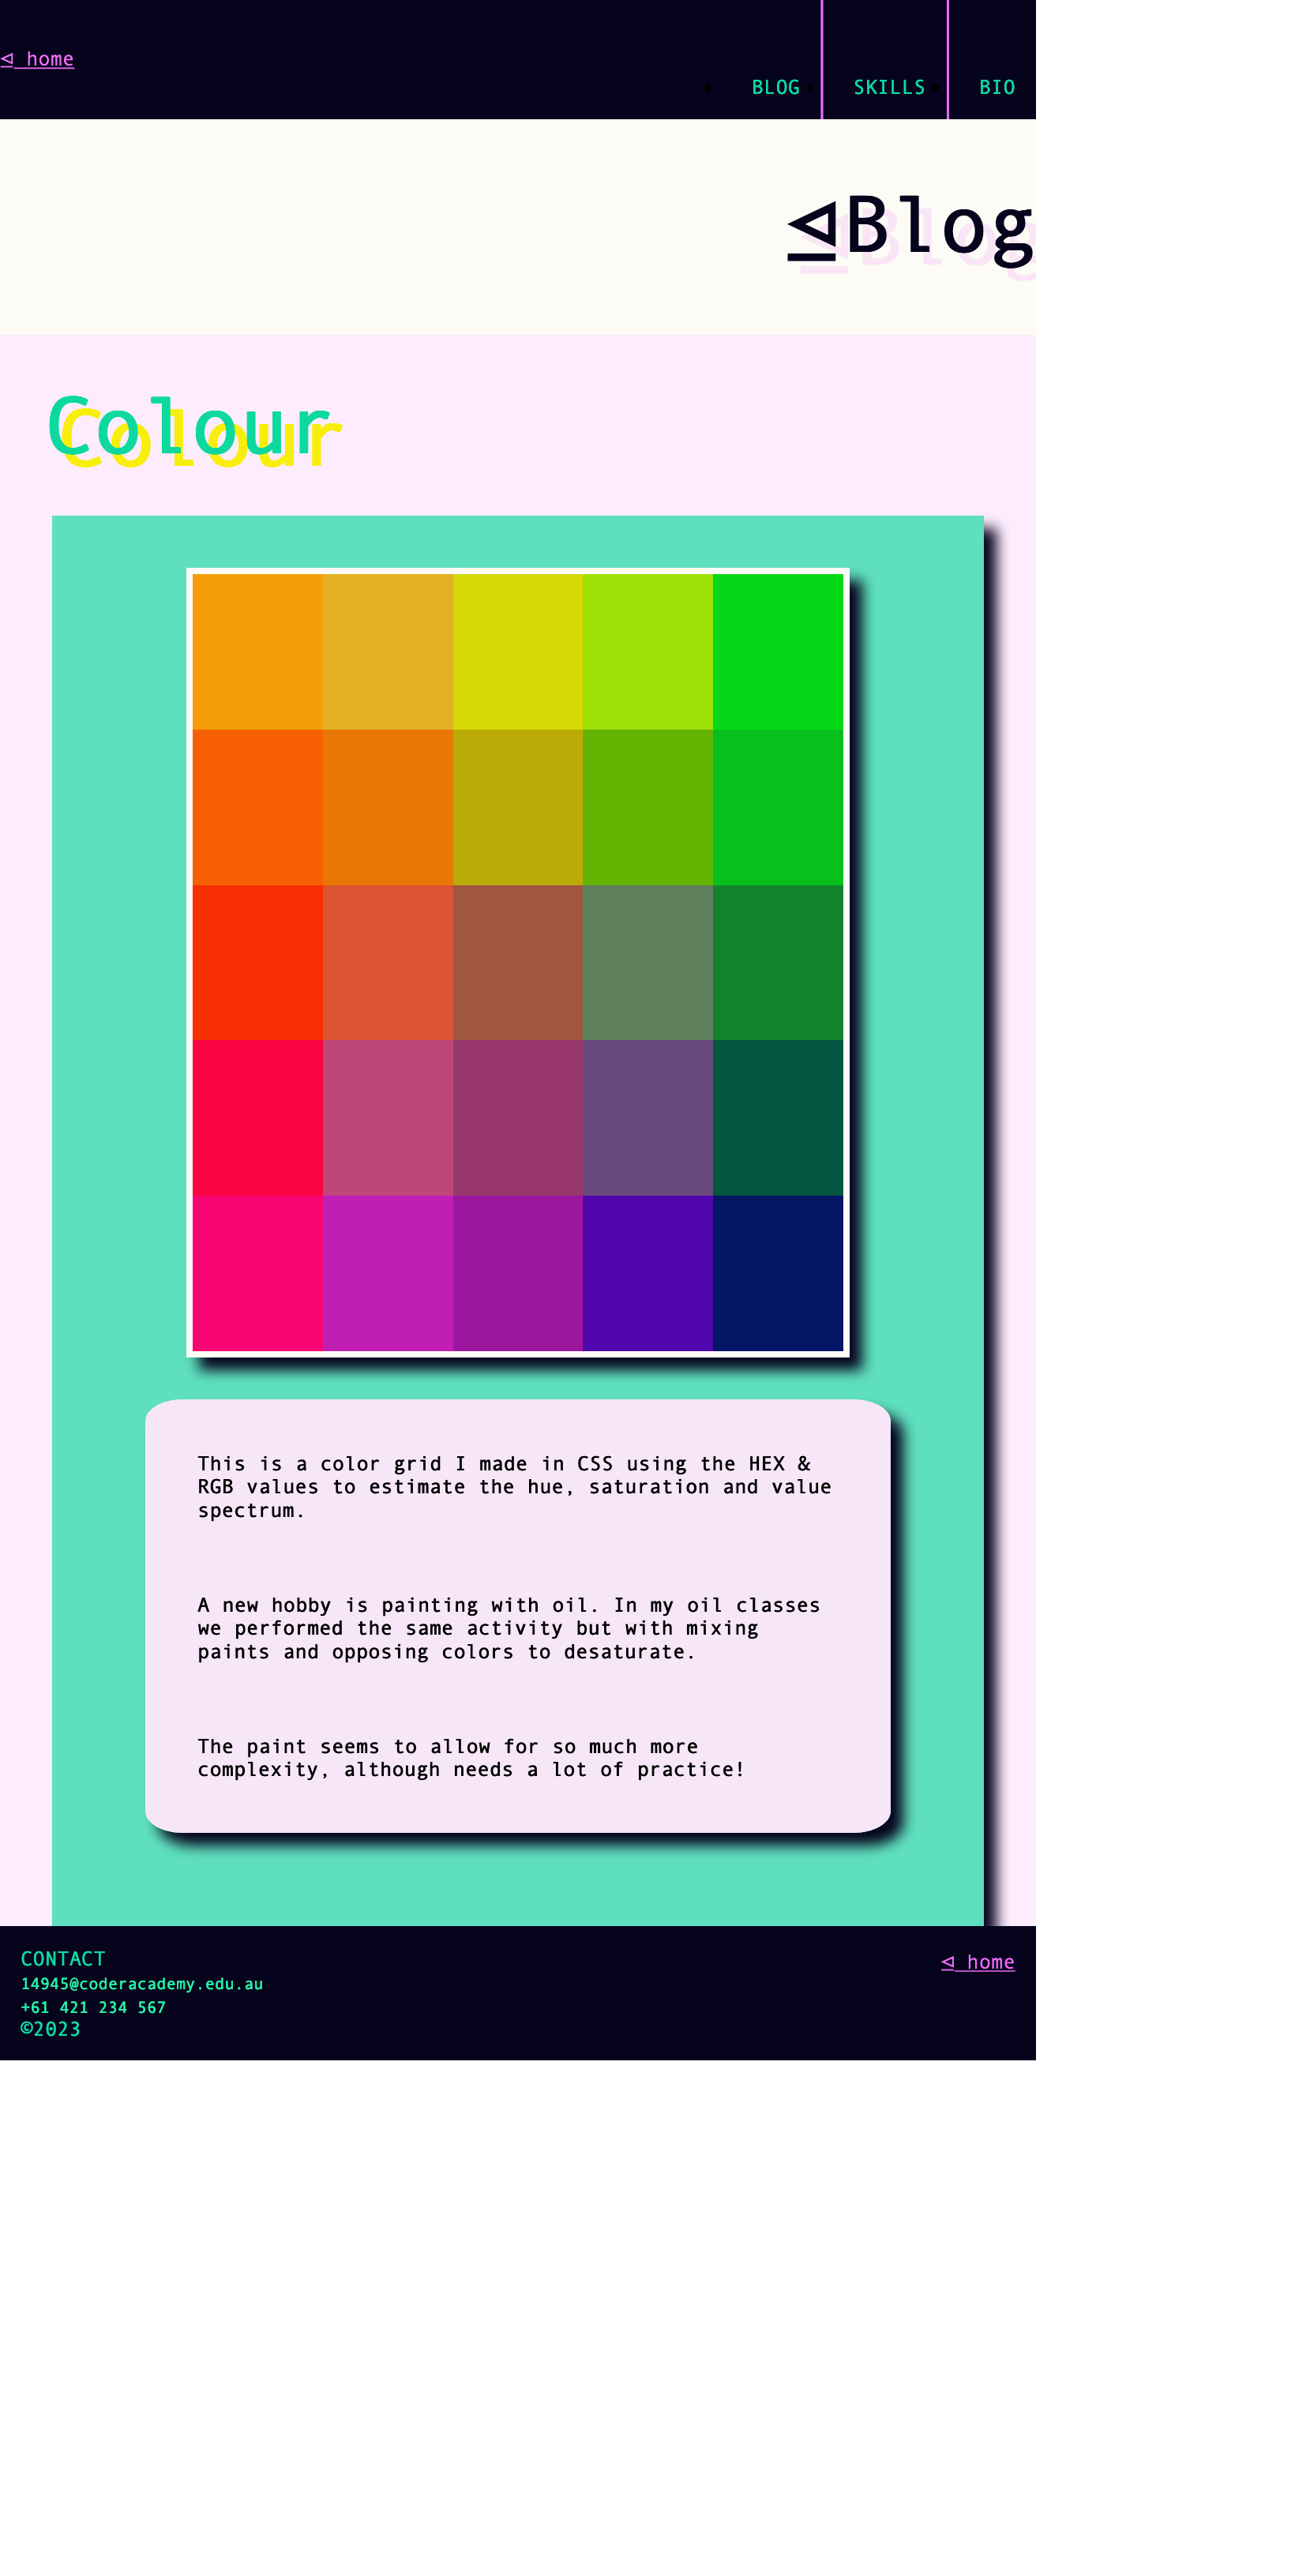 ⊴ home
BLOG
SKILLS
BIO
⊴Blog
Colour
This is a color grid I made in CSS using the HEX &
RGB values to estimate the hue, saturation and value
spectrum.
A new hobby is painting with oil. In my oil classes
we performed the same activity but with mixing
paints and opposing colors to desaturate.
The paint seems to allow for so much more
complexity, although needs a lot of practice!
CONTACT
14945@coderacademy.edu.au
+61 421 234 567
©2023
⊴ home